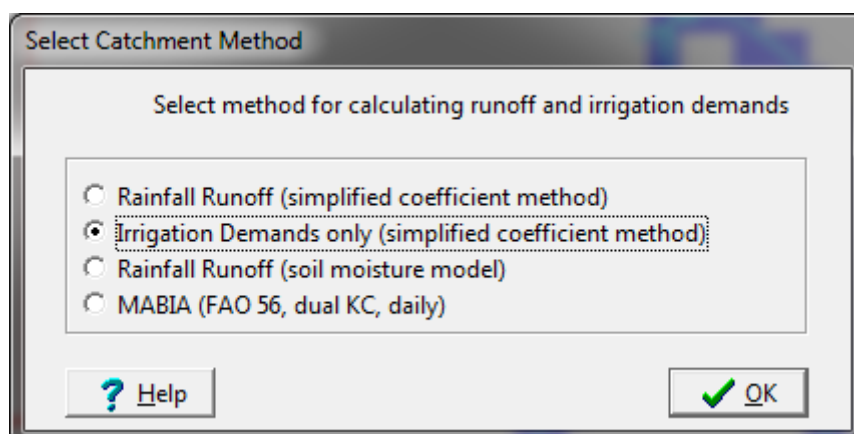 Select Catchment Method
Select method for calculating runoff and irrigation demands
Rainfall Runoff (simplified coefficient method)
Irrigation Demands only (simplified coefficient method)
Rainfall Runoff (soil moisture model)
MABIA (FAO 56, dual KC, daily)
? Help
OK